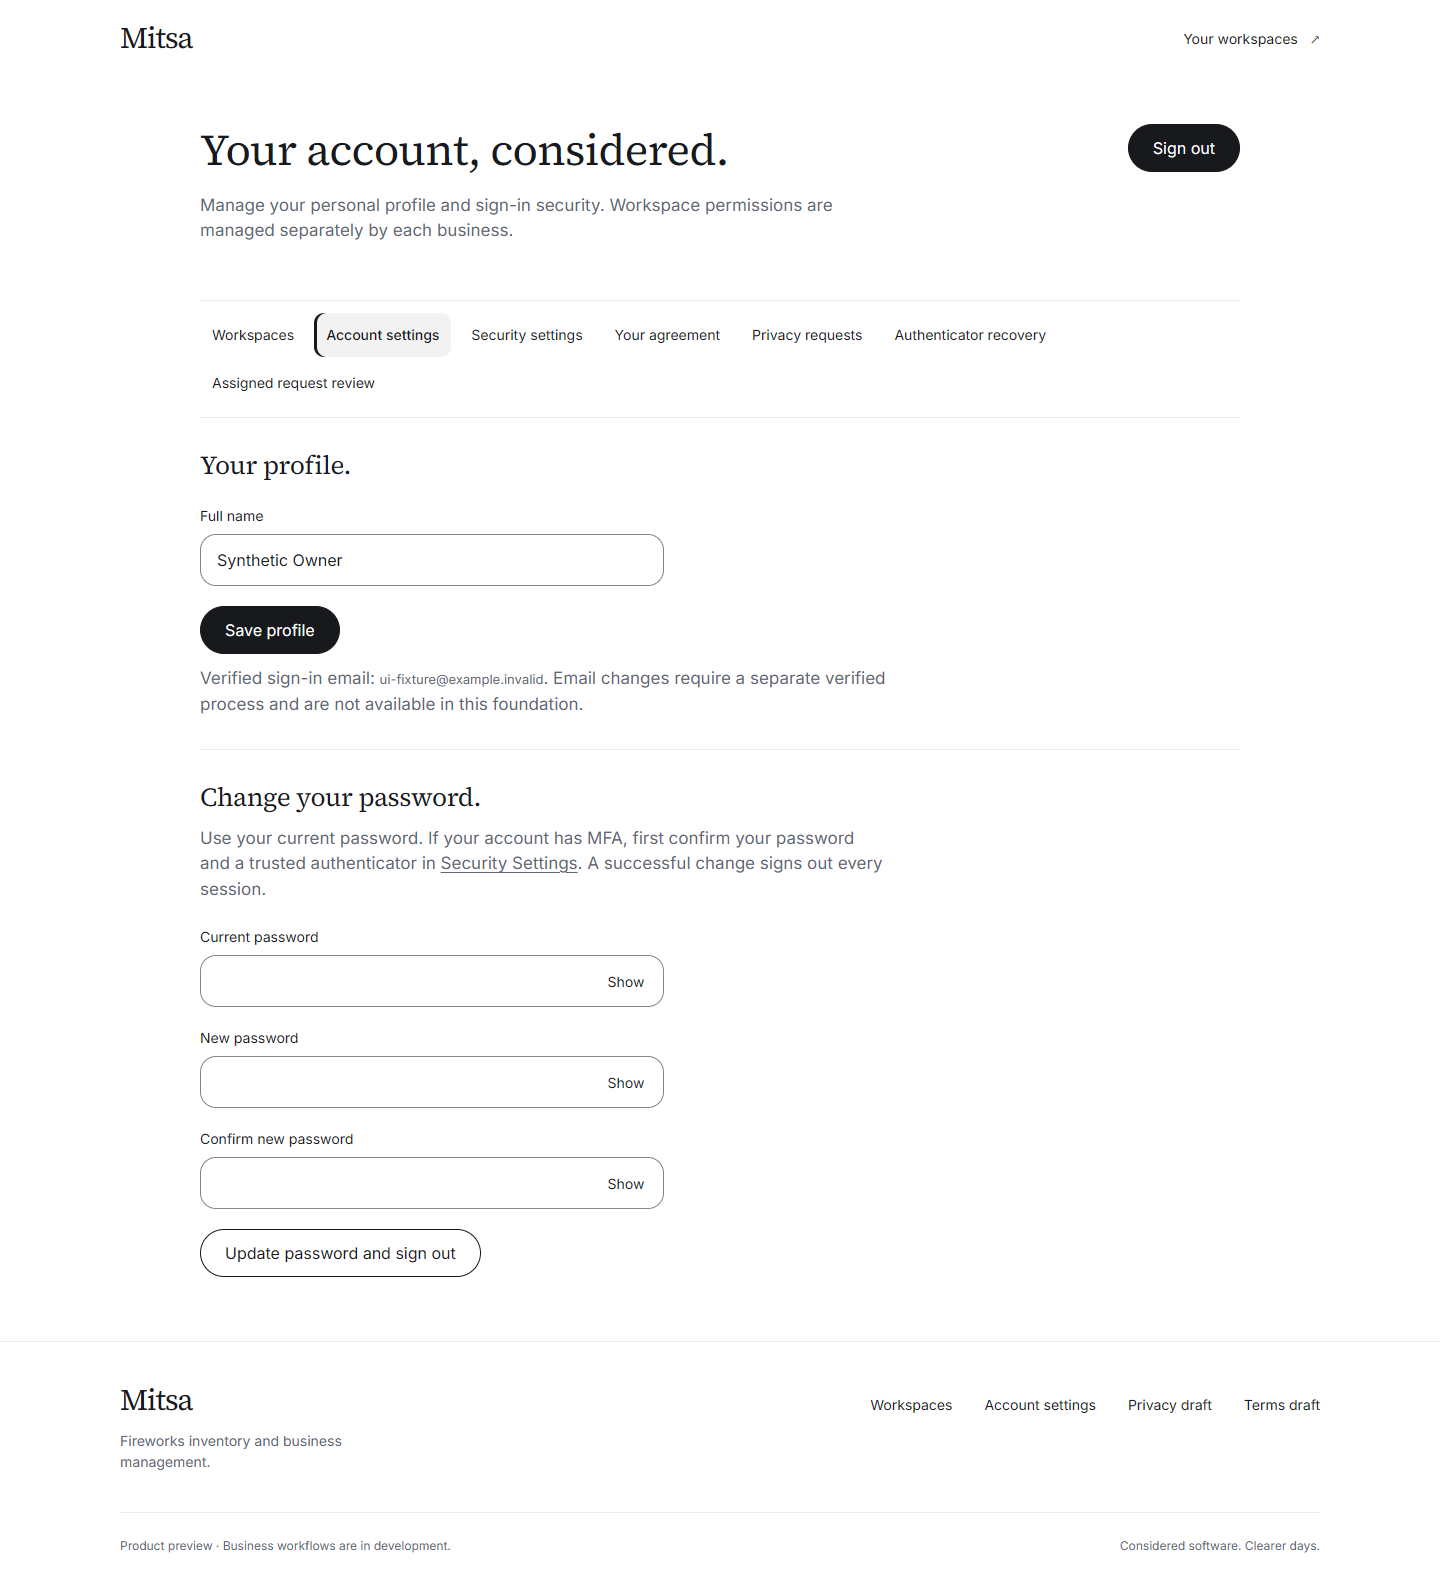 Mitsa
Your workspaces ↗
Your account, considered.
Sign out
Manage your personal profile and sign-in security. Workspace permissions are
managed separately by each business.
Workspaces
Account settings
Security settings
Your agreement
Privacy requests
Authenticator recovery
Assigned request review
Your profile.
Full name
Synthetic Owner
Save profile
Verified sign-in email: ui-fixture@example.invalid. Email changes require a separate verified
process and are not available in this foundation.
Change your password.
Use your current password. If your account has MFA, first confirm your password
and a trusted authenticator in Security Settings. A successful change signs out every
session.
Current password
Show
New password
Show
Confirm new password
Show
Update password and sign out
Mitsa
Workspaces
Account settings
Privacy draft
Terms draft
Fireworks inventory and business
management.
Product preview · Business workflows are in development.
Considered software. Clearer days.